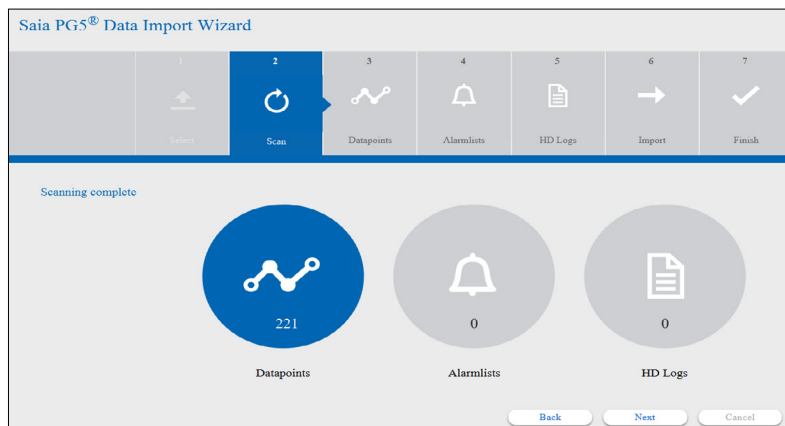 Saia PG5® Data Import Wizard
1 2 3 4 5 6 7
Select Scan Datapoints Alarmlists HD Logs Import Finish
Scanning complete
221 0 0
Datapoints Alarmlists HD Logs
Back Next Cancel